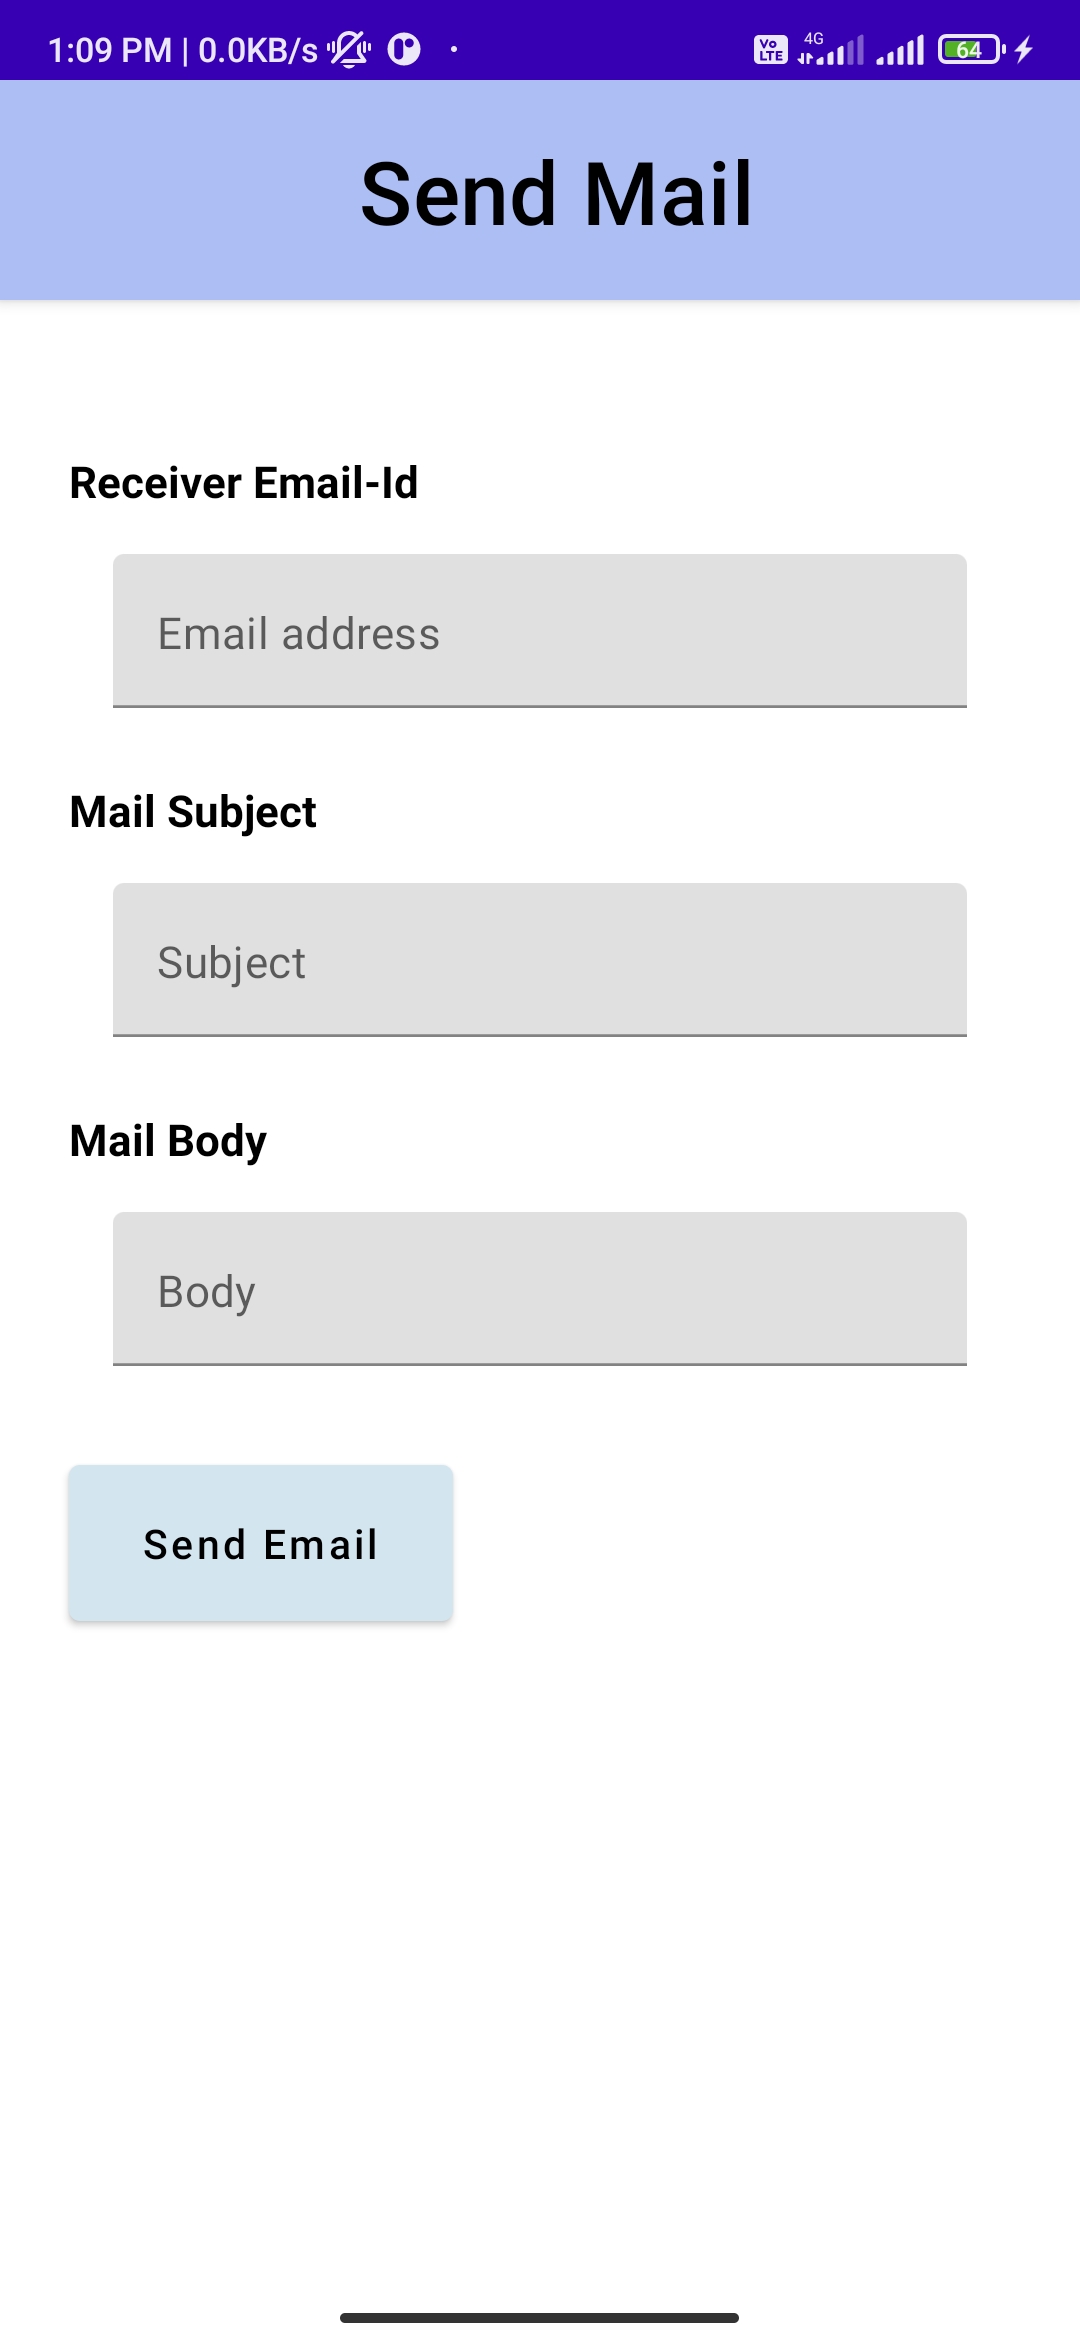 1:09 PM | 0.0KB/s
Vo LTE 4G 64
Send Mail
Receiver Email-Id
Email address
Mail Subject
Subject
Mail Body
Body
Send Email